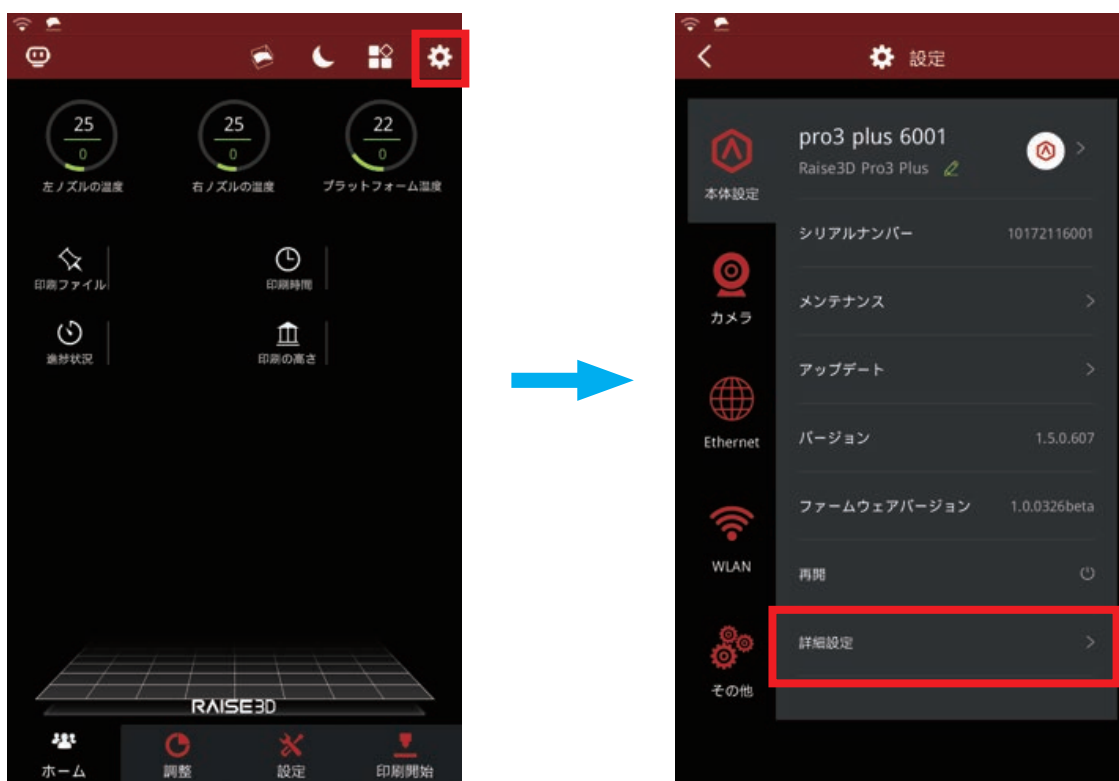 25
0
左ノズルの温度
25
0
右ノズルの温度
22
0
プラットフォーム温度
印刷ファイル
印刷時間
進捗状況
印刷の高さ
RAISE3D
ホーム
調整
設定
印刷開始
設定
本体設定
カメラ
Ethernet
WLAN
その他
pro3 plus 6001
Raise3D Pro3 Plus
シリアルナンバー 10172116001
メンテナンス
アップデート
バージョン 1.5.0.607
ファームウェアバージョン 1.0.0326beta
再開
詳細設定